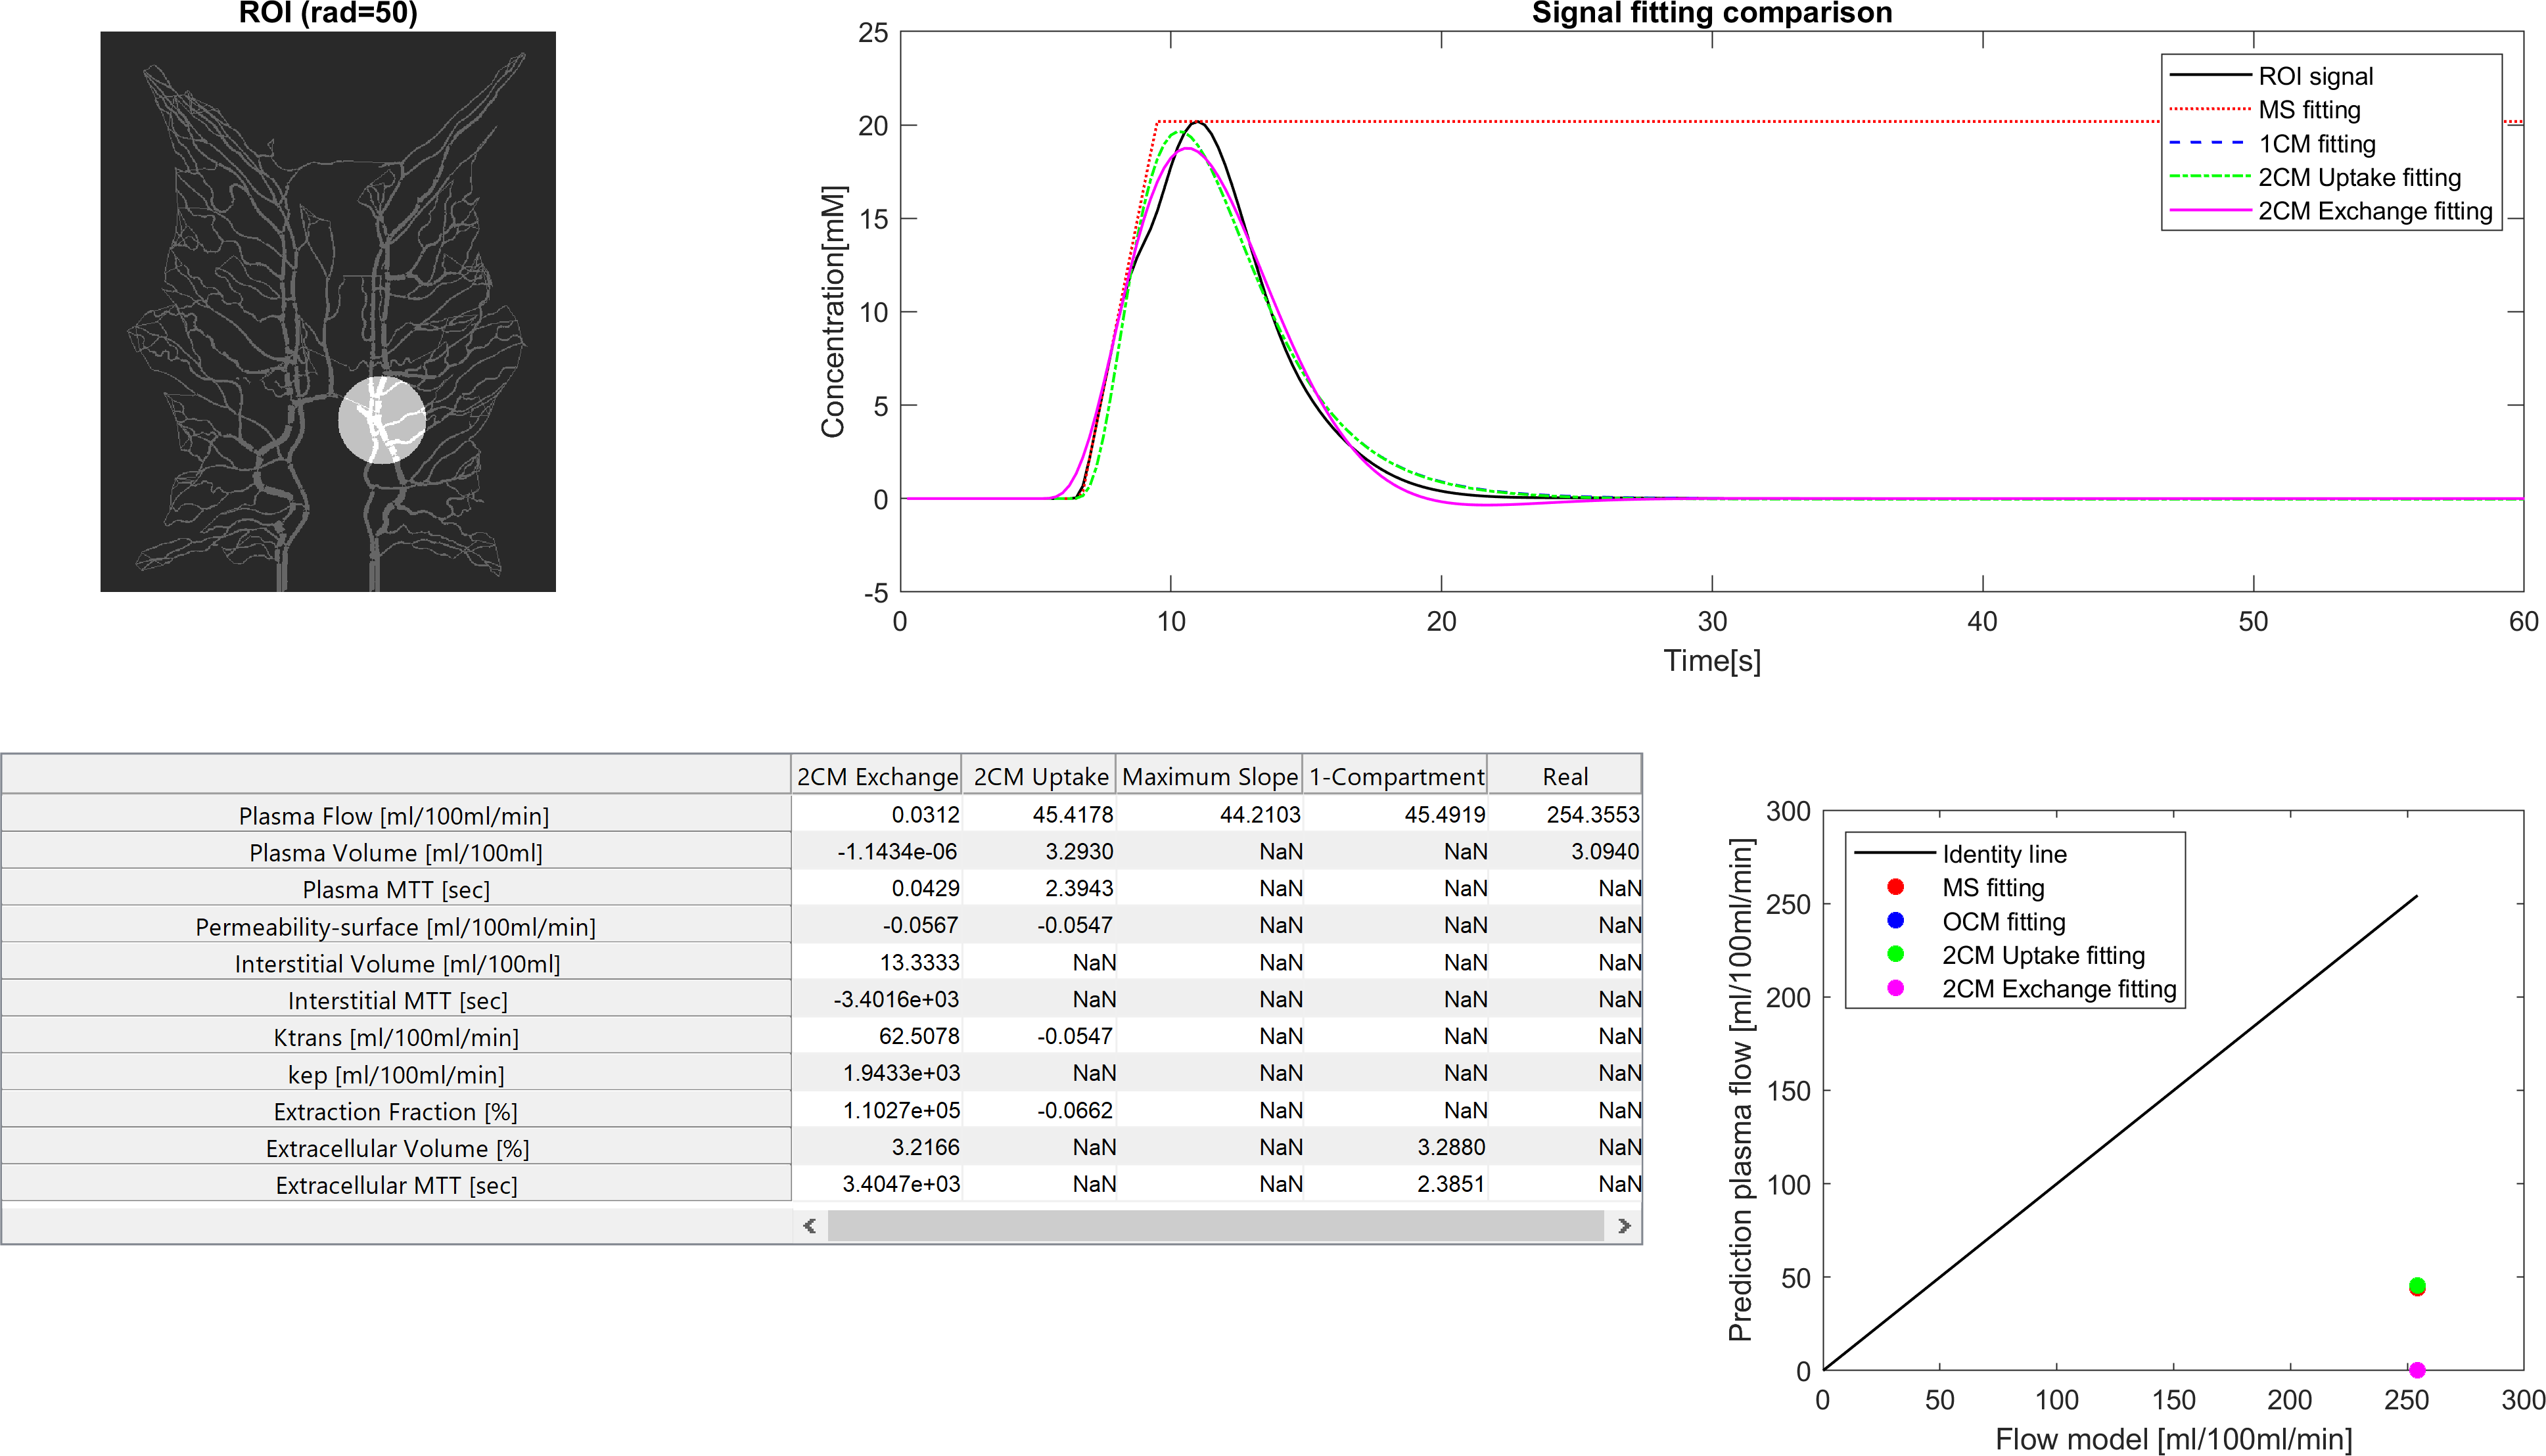 ROI (rad=50)
Signal fitting comparison
25
20
15
10
5
0
-5
Concentration[mM]
0 10 20 30 40 50 60
Time[s]
ROI signal
MS fitting
1CM fitting
2CM Uptake fitting
2CM Exchange fitting
2CM Exchange 2CM Uptake Maximum Slope 1-Compartment Real
Plasma Flow [ml/100ml/min] 0.0312 45.4178 44.2103 45.4919 254.3553
Plasma Volume [ml/100ml] -1.1434e-06 3.2930 NaN NaN 3.0940
Plasma MTT [sec] 0.0429 2.3943 NaN NaN NaN
Permeability-surface [ml/100ml/min] -0.0567 -0.0547 NaN NaN NaN
Interstitial Volume [ml/100ml] 13.3333 NaN NaN NaN NaN
Interstitial MTT [sec] -3.4016e+03 NaN NaN NaN NaN
Ktrans [ml/100ml/min] 62.5078 -0.0547 NaN NaN NaN
kep [ml/100ml/min] 1.9433e+03 NaN NaN NaN NaN
Extraction Fraction [%] 1.1027e+05 -0.0662 NaN NaN NaN
Extracellular Volume [%] 3.2166 NaN NaN 3.2880 NaN
Extracellular MTT [sec] 3.4047e+03 NaN NaN 2.3851 NaN
300
250
200
150
100
50
0
Prediction plasma flow [ml/100ml/min]
Identity line
MS fitting
OCM fitting
2CM Uptake fitting
2CM Exchange fitting
0 50 100 150 200 250 300
Flow model [ml/100ml/min]